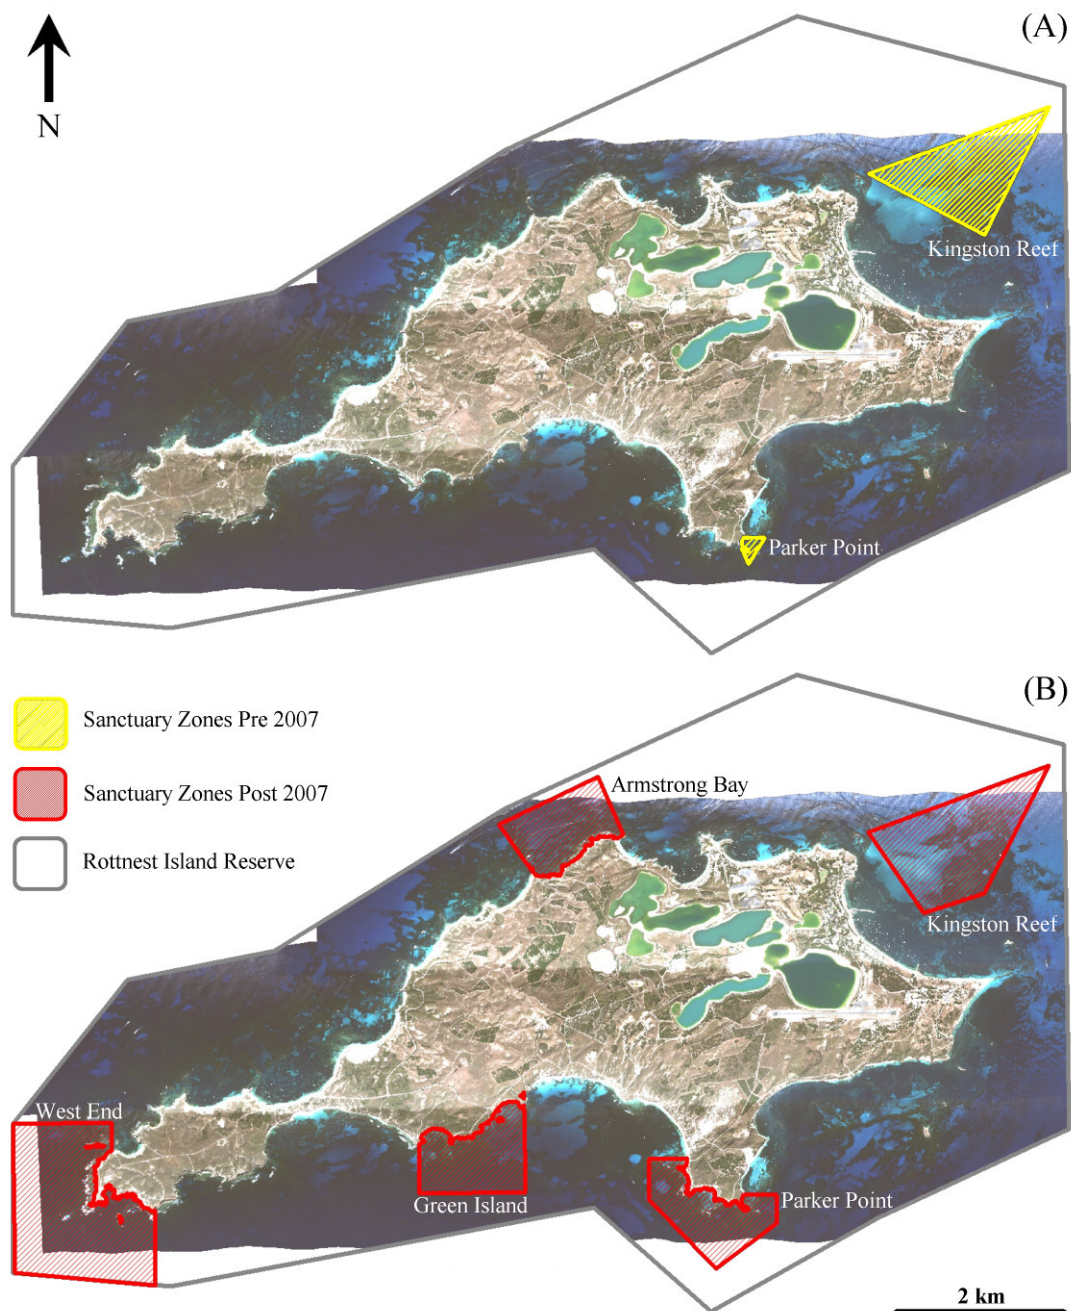 (A)
N
Kingston Reef
Parker Point
(B)
Sanctuary Zones Pre 2007
Sanctuary Zones Post 2007
Rottnest Island Reserve
Armstrong Bay
Kingston Reef
West End
Green Island
Parker Point
2 km